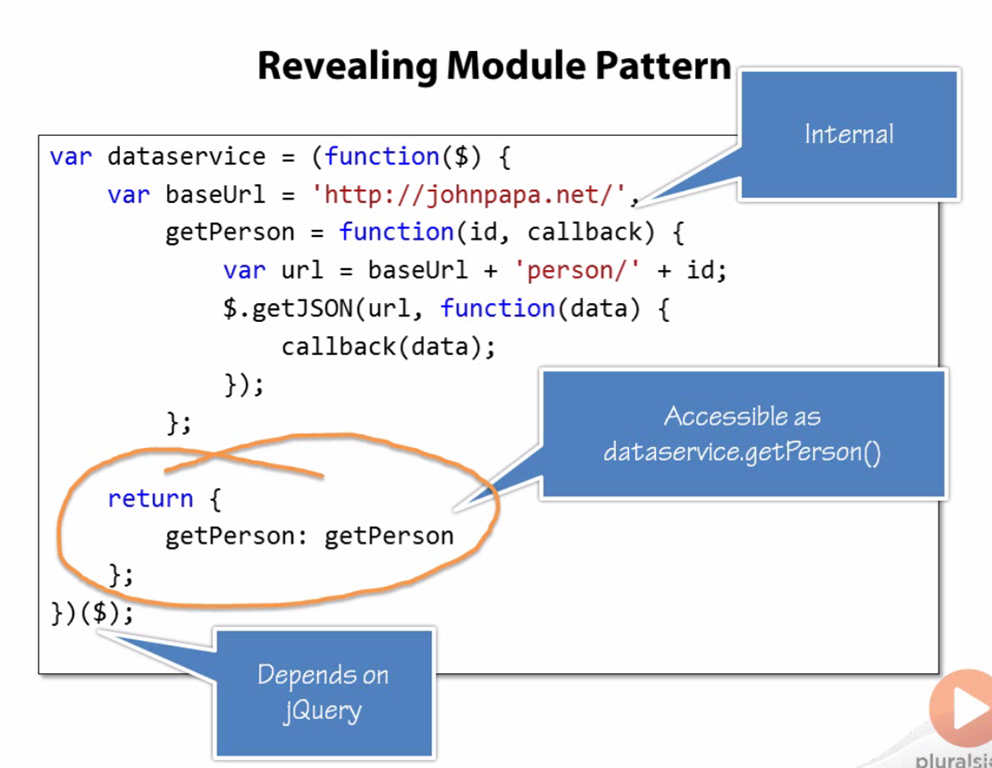 Revealing Module Pattern
Internal
var dataservice = (function($) {
    var baseUrl = 'http://johnpapa.net/',
        getPerson = function(id, callback) {
            var url = baseUrl + 'person/' + id;
            $.getJSON(url, function(data) {
                callback(data);
            });
        };
Accessible as
dataservice.getPerson()
    return {
        getPerson: getPerson
    };
})($);
Depends on
jQuery